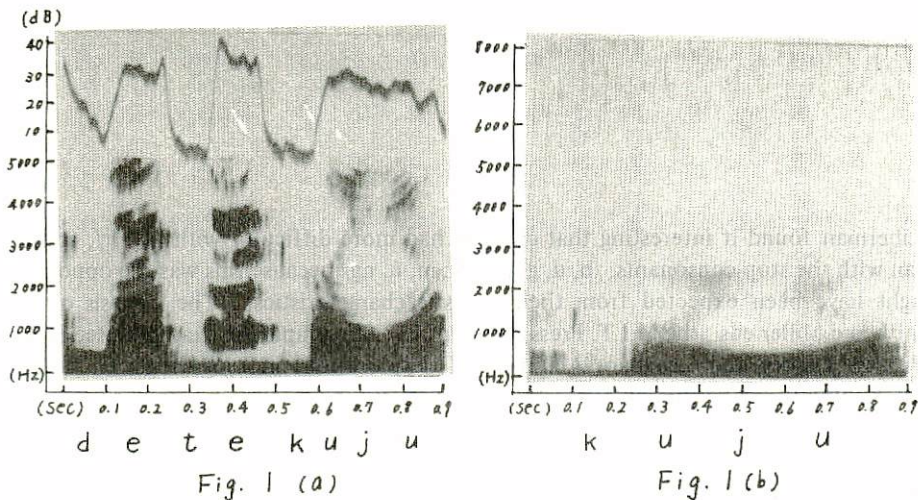 (dB)
40
30
20
10
5000
4000
3000
2000
1000
(Hz)
(Sec) 0.1 0.2 0.3 0.4 0.5 0.6 0.7 0.8 0.9
d e t e k u j u
Fig. 1 (a)
8000
7000
6000
5000
4000
3000
2000
1000
(Hz)
(Sec) 0.1 0.2 0.3 0.4 0.5 0.6 0.7 0.8 0.9
k u j u
Fig. 1 (b)